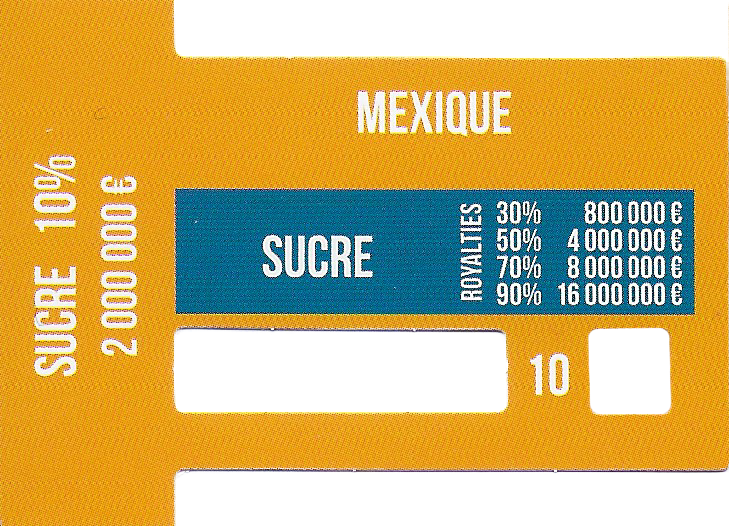 SUCRE 10%
2 000 000 €
MEXIQUE
SUCRE
ROYALTIES
30% 800 000 €
50% 4 000 000 €
70% 8 000 000 €
90% 16 000 000 €
10